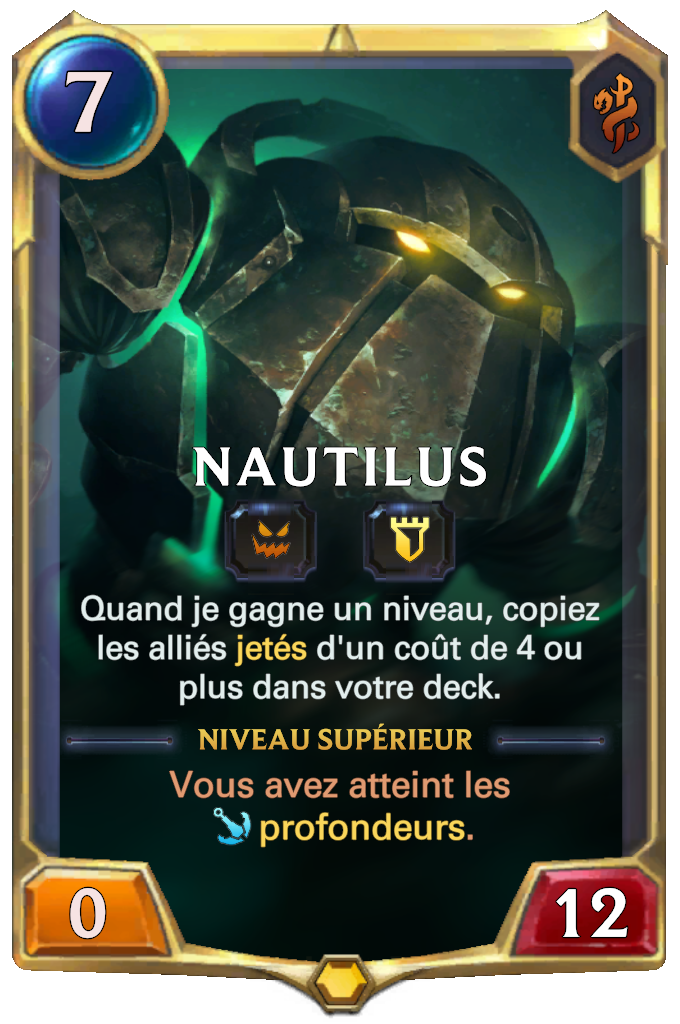 7
NAUTILUS
Quand je gagne un niveau, copiez
les alliés jetés d'un coût de 4 ou
plus dans votre deck.
NIVEAU SUPÉRIEUR
Vous avez atteint les
profondeurs.
0
12